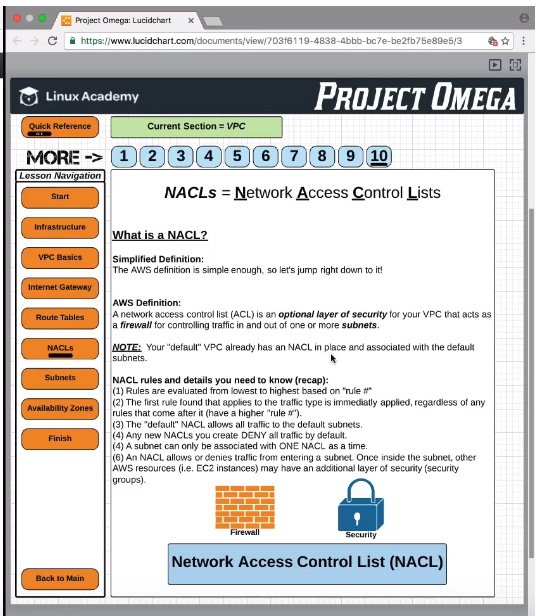 Project Omega: Lucidchart
https://www.lucidchart.com/documents/view/703f6119-4838-4bbb-bc7e-be2fb75e89e5/3
Linux Academy
PROJECT OMEGA
Quick Reference
Current Section = VPC
MORE -> 1 2 3 4 5 6 7 8 9 10
Lesson Navigation
Start
Infrastructure
VPC Basics
Internet Gateway
Route Tables
NACLs
Subnets
Availability Zones
Finish
Back to Main
NACLs = Network Access Control Lists
What is a NACL?
Simplified Definition:
The AWS definition is simple enough, so let's jump right down to it!
AWS Definition:
A network access control list (ACL) is an optional layer of security for your VPC that acts as
a firewall for controlling traffic in and out of one or more subnets.
NOTE: Your "default" VPC already has an NACL in place and associated with the default
subnets.
NACL rules and details you need to know (recap):
(1) Rules are evaluated from lowest to highest based on "rule #"
(2) The first rule found that applies to the traffic type is immediatly applied, regardless of any
rules that come after it (have a higher "rule #").
(3) The "default" NACL allows all traffic to the default subnets.
(4) Any new NACLs you create DENY all traffic by default.
(4) A subnet can only be associated with ONE NACL as a time.
(6) An NACL allows or denies traffic from entering a subnet. Once inside the subnet, other
AWS resources (i.e. EC2 instances) may have an additional layer of security (security
groups).
Firewall
Security
Network Access Control List (NACL)